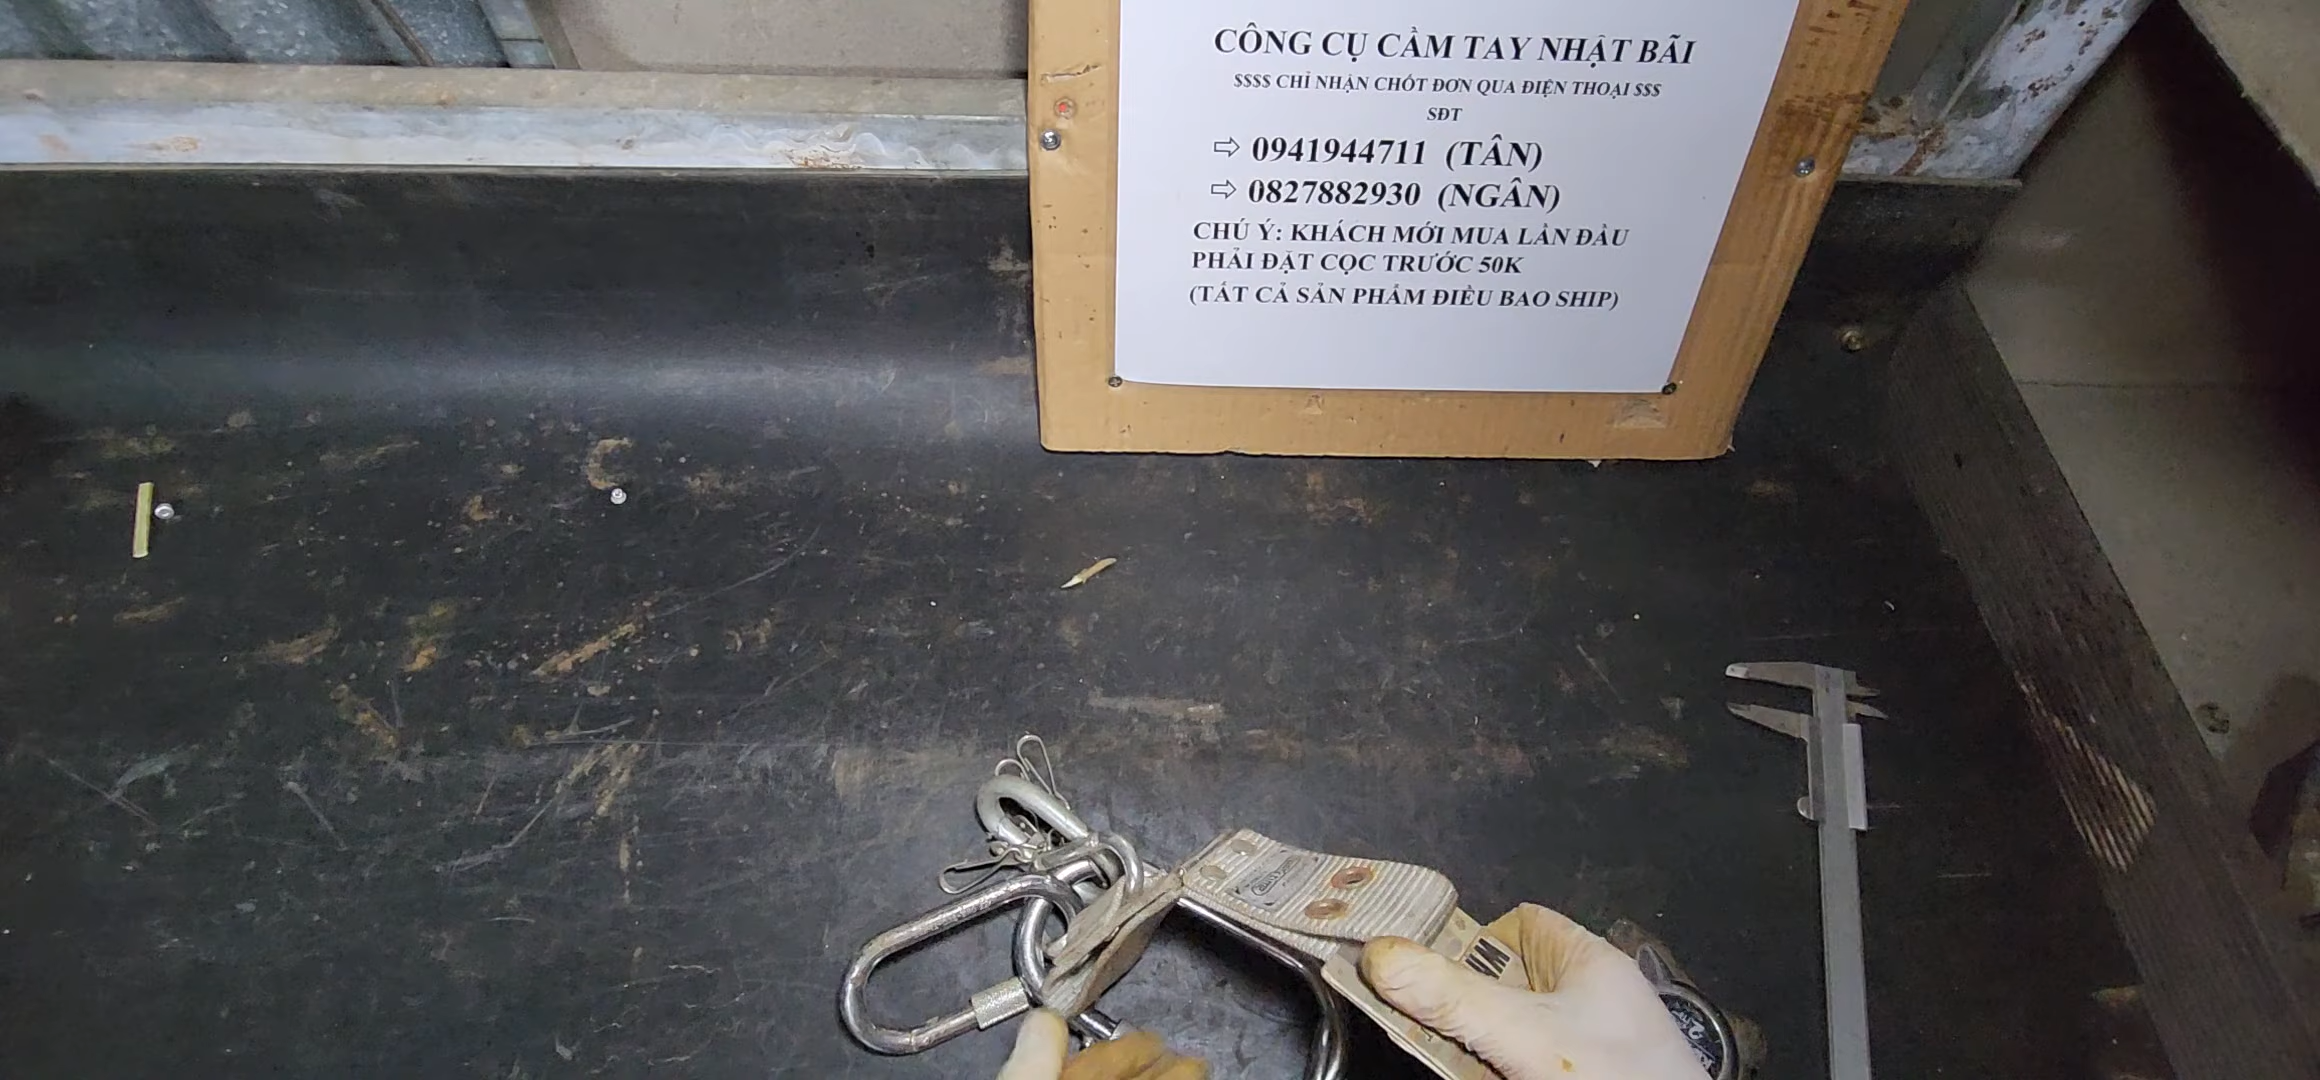 CÔNG CỤ CẦM TAY NHẬT BÃI
$$$$ CHỈ NHẬN CHỐT ĐƠN QUA ĐIỆN THOẠI $$$
SĐT
⇨ 0941944711 (TÂN)
⇨ 0827882930 (NGÂN)
CHÚ Ý: KHÁCH MỚI MUA LẦN ĐẦU
PHẢI ĐẶT CỌC TRƯỚC 50K
(TẤT CẢ SẢN PHẨM ĐIỀU BAO SHIP)